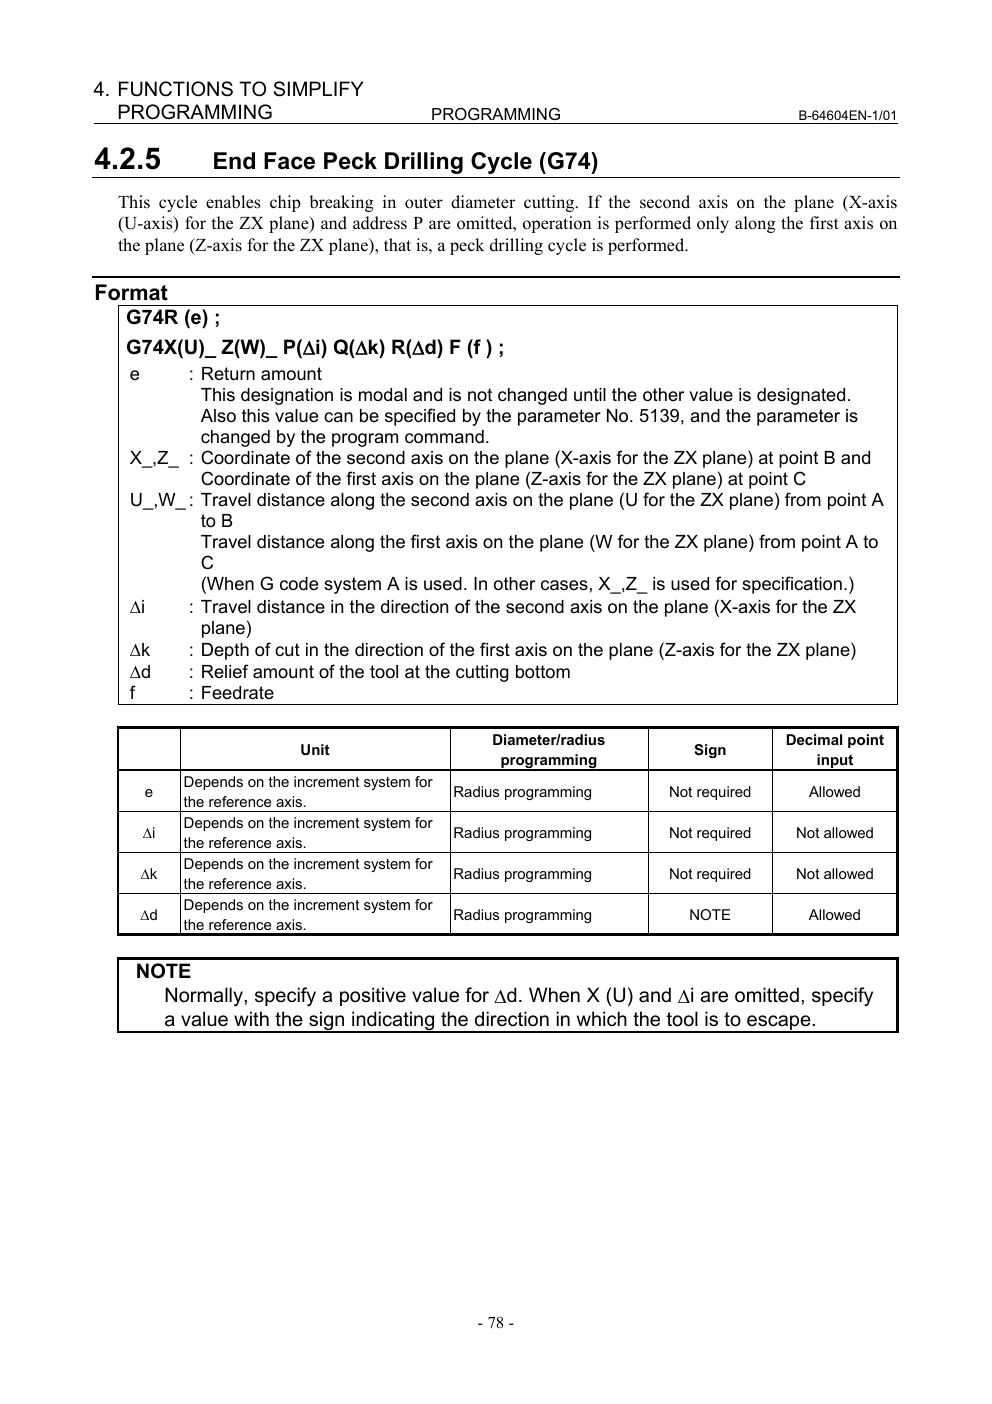 4. FUNCTIONS TO SIMPLIFY
PROGRAMMING PROGRAMMING B-64604EN-1/01
4.2.5 End Face Peck Drilling Cycle (G74)
This cycle enables chip breaking in outer diameter cutting. If the second axis on the plane (X-axis
(U-axis) for the ZX plane) and address P are omitted, operation is performed only along the first axis on
the plane (Z-axis for the ZX plane), that is, a peck drilling cycle is performed.
Format
G74R (e) ;
G74X(U)_ Z(W)_ P(Δi) Q(Δk) R(Δd) F (f ) ;
e : Return amount
This designation is modal and is not changed until the other value is designated.
Also this value can be specified by the parameter No. 5139, and the parameter is
changed by the program command.
X_,Z_ : Coordinate of the second axis on the plane (X-axis for the ZX plane) at point B and
Coordinate of the first axis on the plane (Z-axis for the ZX plane) at point C
U_,W_ : Travel distance along the second axis on the plane (U for the ZX plane) from point A
to B
Travel distance along the first axis on the plane (W for the ZX plane) from point A to
C
(When G code system A is used. In other cases, X_,Z_ is used for specification.)
Δi : Travel distance in the direction of the second axis on the plane (X-axis for the ZX
plane)
Δk : Depth of cut in the direction of the first axis on the plane (Z-axis for the ZX plane)
Δd : Relief amount of the tool at the cutting bottom
f : Feedrate
Unit Diameter/radius programming Sign Decimal point input
e Depends on the increment system for the reference axis. Radius programming Not required Allowed
Δi Depends on the increment system for the reference axis. Radius programming Not required Not allowed
Δk Depends on the increment system for the reference axis. Radius programming Not required Not allowed
Δd Depends on the increment system for the reference axis. Radius programming NOTE Allowed
NOTE
Normally, specify a positive value for Δd. When X (U) and Δi are omitted, specify
a value with the sign indicating the direction in which the tool is to escape.
- 78 -